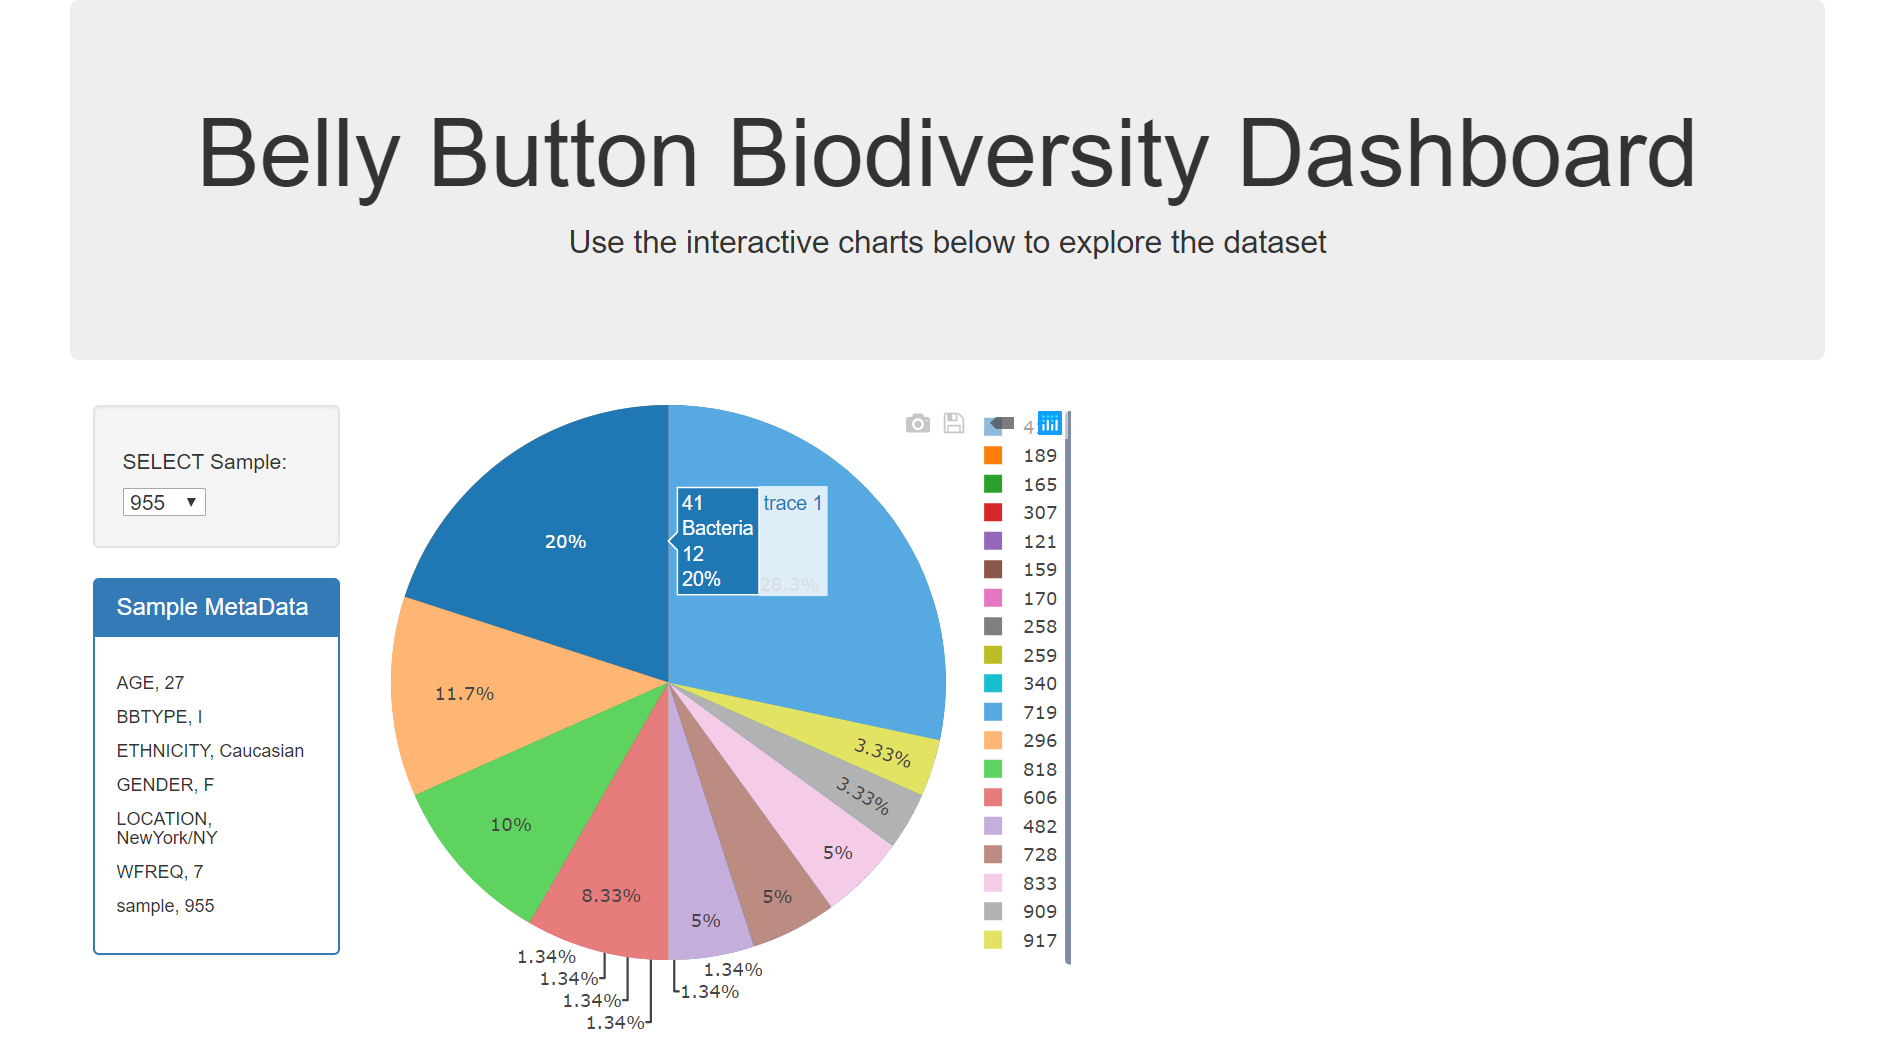 Belly Button Biodiversity Dashboard
Use the interactive charts below to explore the dataset
SELECT Sample:
955
Sample MetaData
AGE, 27
BBTYPE, I
ETHNICITY, Caucasian
GENDER, F
LOCATION,
NewYork/NY
WFREQ, 7
sample, 955
20%
41
Bacteria
12
20%
trace 1
28.3%
11.7%
10%
8.33%
5%
5%
5%
3.33%
3.33%
1.34%
1.34%
1.34%
1.34%
1.34%
1.34%
189
165
307
121
159
170
258
259
340
719
296
818
606
482
728
833
909
917